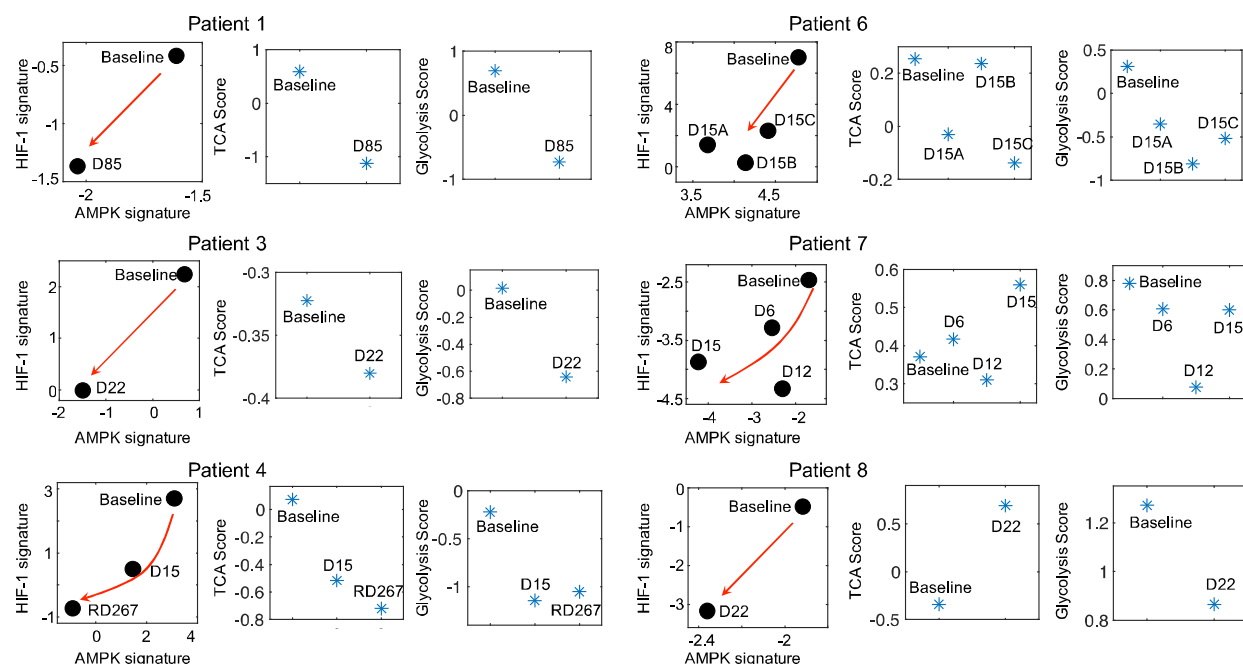 Patient 1
HIF-1 signature
-0.5
-1
-1.5
Baseline
D85
-2
-1.5
AMPK signature
TCA Score
1
0
-1
Baseline
D85
Glycolysis Score
1
0
-1
Baseline
D85
Patient 6
HIF-1 signature
8
4
2
0
Baseline
D15A
D15C
D15B
3.5
4.5
AMPK signature
TCA Score
0.2
0
-0.2
Baseline
D15B
D15A
D15C
Glycolysis Score
0.5
0
-0.5
-1
Baseline
D15A
D15C
D15B
Patient 3
HIF-1 signature
2
1
0
Baseline
D22
-2
-1
0
1
AMPK signature
TCA Score
-0.3
-0.35
-0.4
Baseline
D22
Glycolysis Score
0
-0.2
-0.4
-0.6
-0.8
Baseline
D22
Patient 7
HIF-1 signature
-2.5
-3.5
-4.5
Baseline
D6
D15
D12
-4
-3
-2
AMPK signature
TCA Score
0.6
0.5
0.4
0.3
D15
D6
Baseline
D12
Glycolysis Score
0.8
0.6
0.4
0.2
0
Baseline
D6
D15
D12
Patient 4
HIF-1 signature
3
1
-1
Baseline
D15
RD267
0
2
4
AMPK signature
TCA Score
0
-0.2
-0.4
-0.6
-0.8
Baseline
D15
RD267
Glycolysis Score
0
-0.5
-1
Baseline
D15
RD267
Patient 8
HIF-1 signature
0
-1
-2
-3
Baseline
D22
-2.4
-2
AMPK signature
TCA Score
0.5
0
-0.5
D22
Baseline
Glycolysis Score
1.2
1
0.8
Baseline
D22